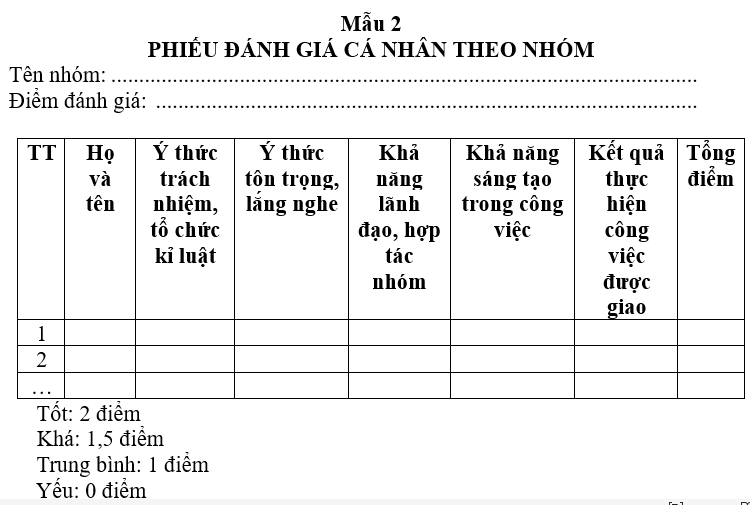 Mẫu 2
PHIẾU ĐÁNH GIÁ CÁ NHÂN THEO NHÓM
Tên nhóm: .......................................................................................
Điểm đánh giá: .................................................................................
TT
Họ
và
tên
Ý thức
trách
nhiệm,
tổ chức
kỉ luật
Ý thức
tôn trọng,
lắng nghe
Khả
năng
lãnh
đạo, hợp
tác
nhóm
Khả năng
sáng tạo
trong công
việc
Kết quả
thực
hiện
công
việc
được
giao
Tổng
điểm
1
2
…
Tốt: 2 điểm
Khá: 1,5 điểm
Trung bình: 1 điểm
Yếu: 0 điểm